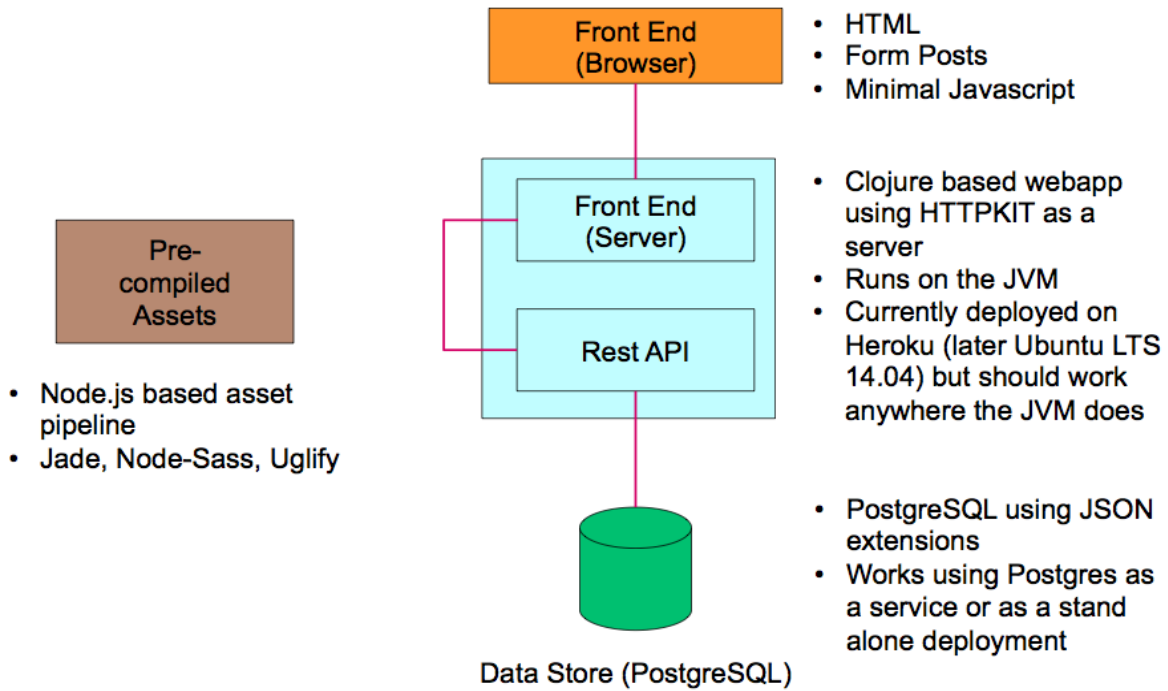 Front End
(Browser)
• HTML
• Form Posts
• Minimal Javascript
Front End
(Server)
Rest API
• Clojure based webapp
using HTTPKIT as a
server
• Runs on the JVM
• Currently deployed on
Heroku (later Ubuntu LTS
14.04) but should work
anywhere the JVM does
Pre-
compiled
Assets
• Node.js based asset
pipeline
• Jade, Node-Sass, Uglify
• PostgreSQL using JSON
extensions
• Works using Postgres as
a service or as a stand
alone deployment
Data Store (PostgreSQL)